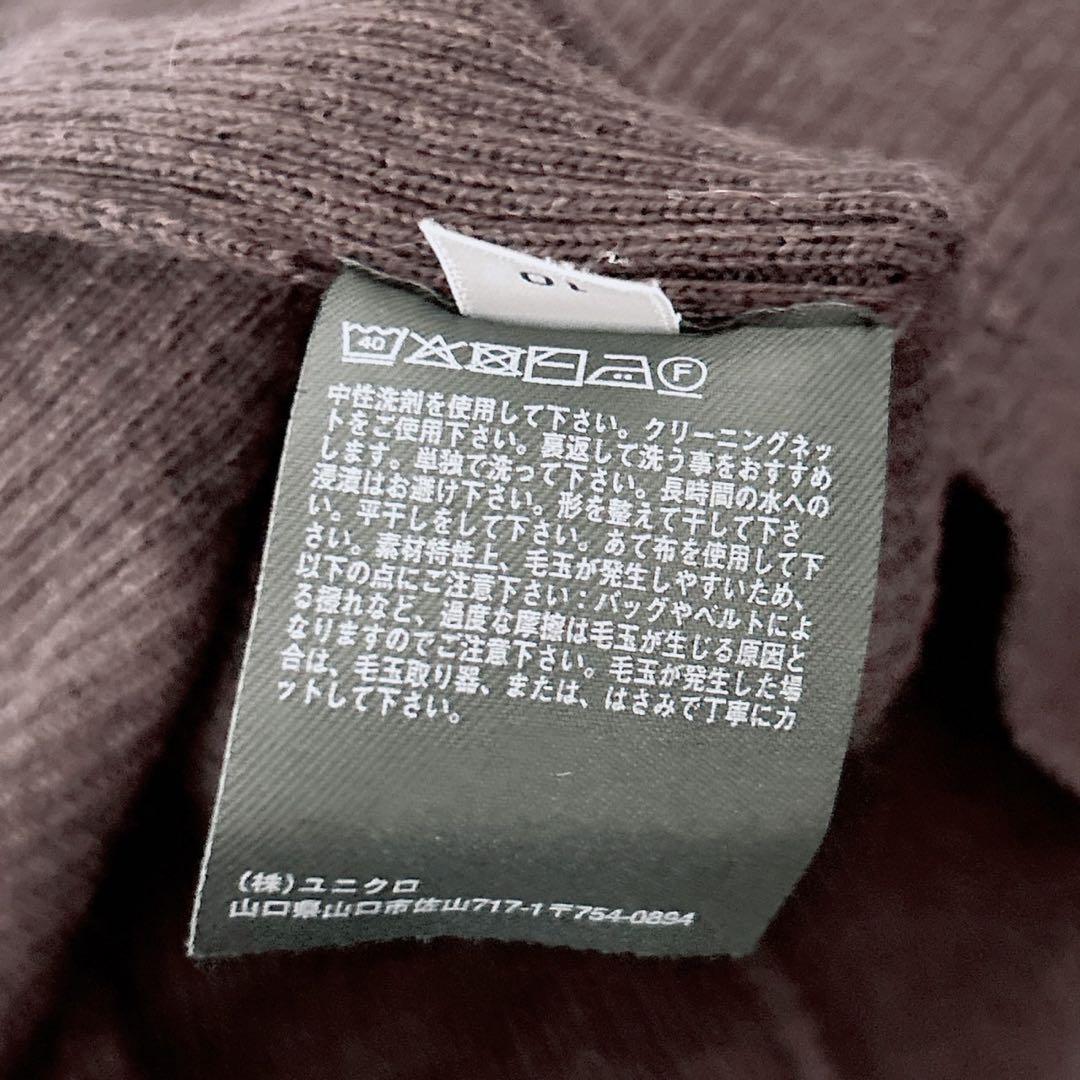 10
40 F
中性洗剤を使用して下さい。クリーニングネッ
トをご使用下さい。裏返して洗う事をおすすめ
します。単独で洗って下さい。長時間の水への
浸漬はお避け下さい。形を整えて干して下さ
い。平干しをして下さい。あて布を使用して下
さい。素材特性上、毛玉が発生しやすいため、
以下の点にご注意下さい：バッグやベルトによ
る擦れなど、過度な摩擦は毛玉が生じる原因と
なりますのでご注意下さい。毛玉が発生した場
合は、毛玉取り器、または、はさみで丁寧にカ
ットして下さい。
(株)ユニクロ
山口県山口市佐山717-1〒754-0894